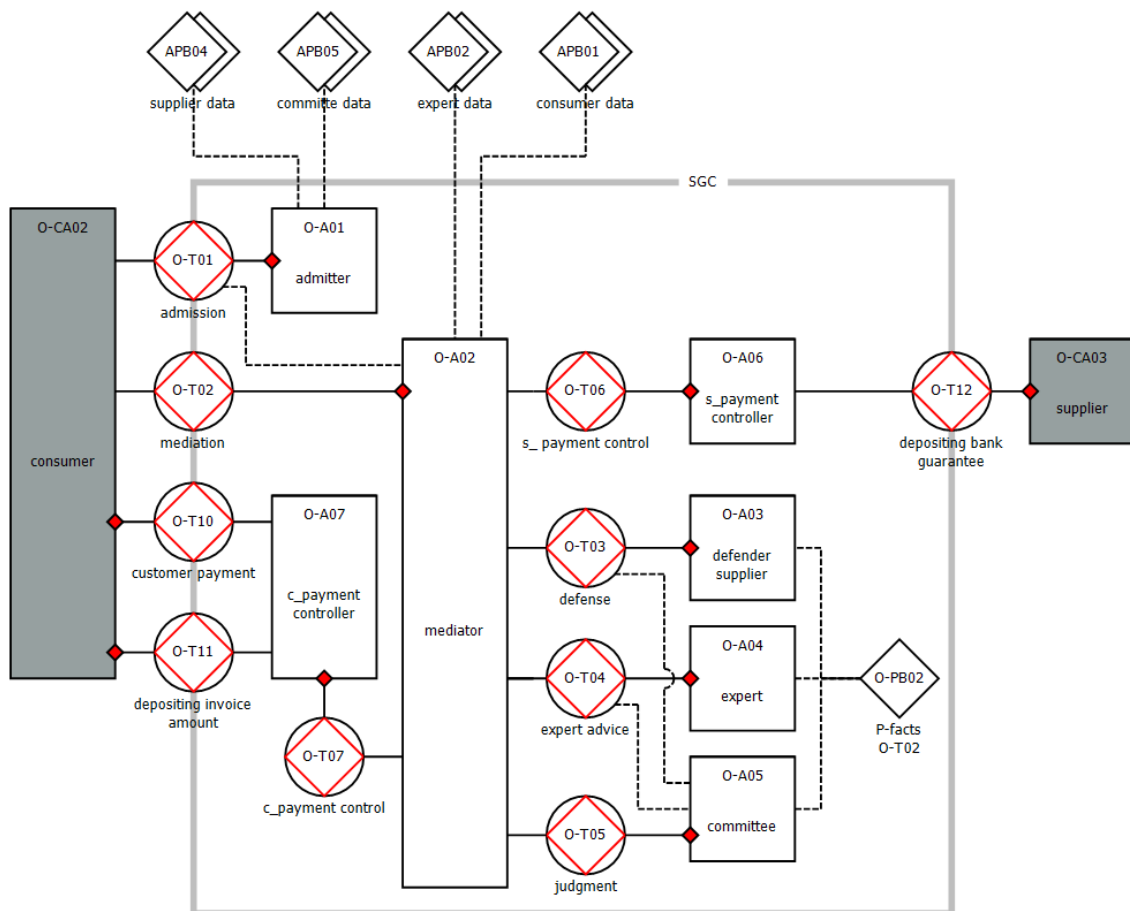 APB04
APB05
APB02
APB01
supplier data
committe data
expert data
consumer data
SGC
O-CA02
O-A01
O-T01
admitter
admission
O-A02
O-A06
O-CA03
O-T02
O-T06
s_payment
controller
O-T12
supplier
mediation
s_ payment control
depositing bank
guarantee
consumer
O-A07
O-A03
O-T10
O-T03
defender
supplier
customer payment
defense
c_payment
controller
mediator
O-A04
O-T11
O-T04
expert
O-PB02
depositing invoice
amount
expert advice
P-facts
O-T02
O-T07
O-A05
c_payment control
committee
O-T05
judgment